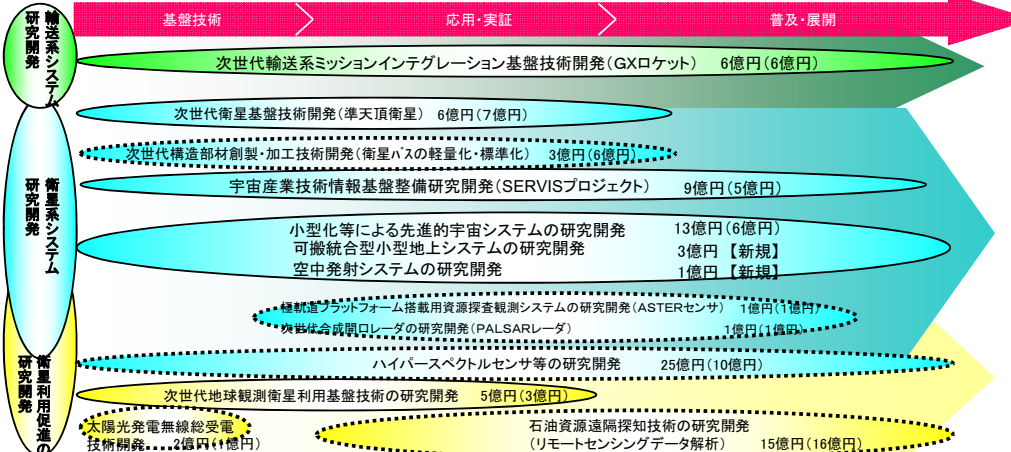 基盤技術
応用・実証
普及・展開
輸送系システム
研究開発
次世代輸送系ミッションインテグレーション基盤技術開発(GXロケット) 6億円(6億円)
衛星系システム
研究開発
次世代衛星基盤技術開発(準天頂衛星) 6億円(7億円)
次世代構造部材創製・加工技術開発(衛星バスの軽量化・標準化) 3億円(6億円)
宇宙産業技術情報基盤整備研究開発(SERVISプロジェクト) 9億円(5億円)
小型化等による先進的宇宙システムの研究開発 13億円(6億円)
可搬統合型小型地上システムの研究開発 3億円【新規】
空中発射システムの研究開発 1億円【新規】
極軌道プラットフォーム搭載用資源探査観測システムの研究開発(ASTERセンサ) 1億円(1億円)
次世代合成開口レーダの研究開発(PALSARレーダ) 1億円(1億円)
衛星利用促進の
研究開発
ハイパースペクトルセンサ等の研究開発 25億円(10億円)
次世代地球観測衛星利用基盤技術の研究開発 5億円(3億円)
太陽光発電無線総受電
技術開発 2億円(1億円)
石油資源遠隔探知技術の研究開発
(リモートセンシングデータ解析) 15億円(16億円)